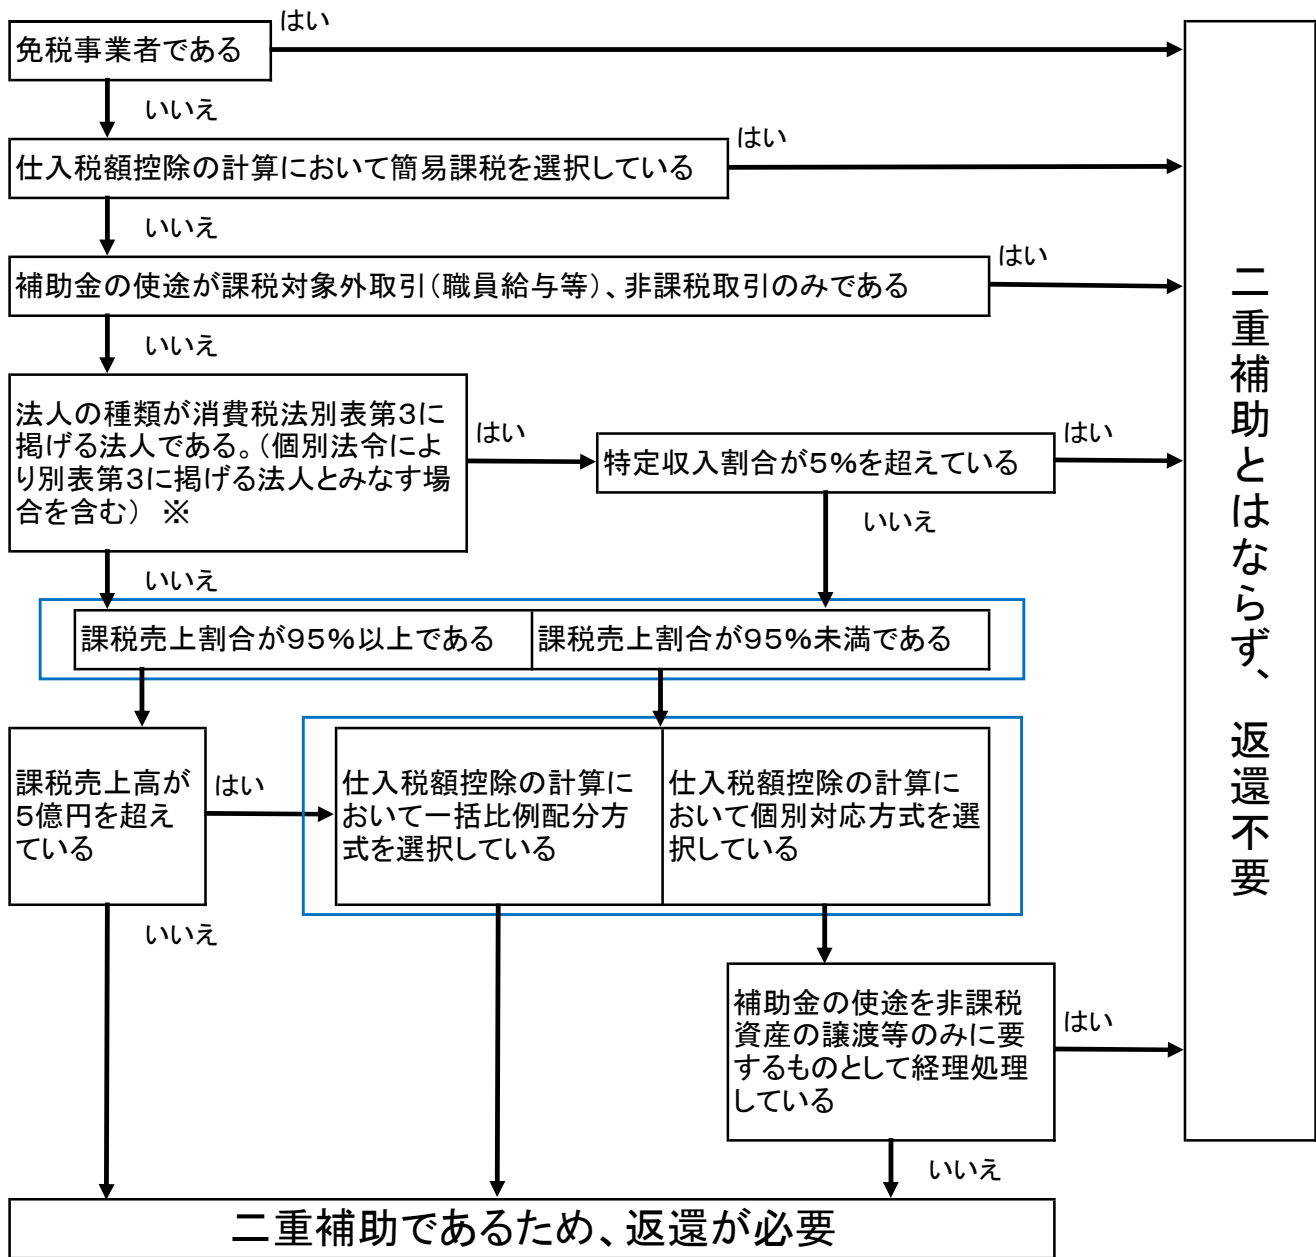 免税事業者である
はい
いいえ
仕入税額控除の計算において簡易課税を選択している
はい
いいえ
補助金の使途が課税対象外取引（職員給与等）、非課税取引のみである
はい
いいえ
法人の種類が消費税法別表第３に
掲げる法人である。（個別法令によ
り別表第３に掲げる法人とみなす場
合を含む）　※
はい
特定収入割合が５％を超えている
はい
いいえ
いいえ
課税売上割合が９５％以上である
課税売上割合が９５％未満である
課税売上高が
５億円を超え
ている
はい
仕入税額控除の計算に
おいて一括比例配分方
式を選択している
仕入税額控除の計算に
おいて個別対応方式を選
択している
いいえ
補助金の使途を非課税
資産の譲渡等のみに要
するものとして経理処理
している
はい
いいえ
二重補助であるため、返還が必要
二重補助とはならず、返還不要